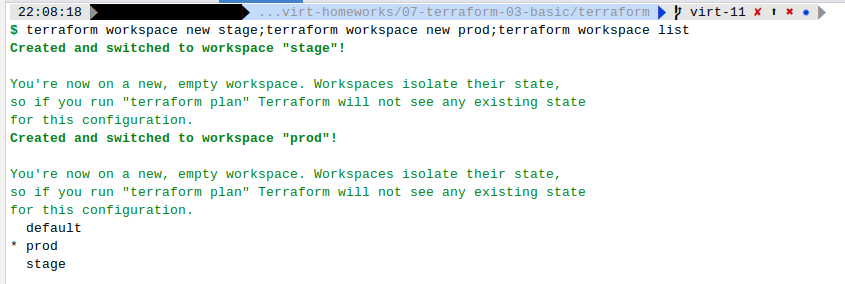 22:08:18 ...virt-homeworks/07-terraform-03-basic/terraform virt-11 ✘ ⬆ ✖ ●
$ terraform workspace new stage;terraform workspace new prod;terraform workspace list
Created and switched to workspace "stage"!
You're now on a new, empty workspace. Workspaces isolate their state,
so if you run "terraform plan" Terraform will not see any existing state
for this configuration.
Created and switched to workspace "prod"!
You're now on a new, empty workspace. Workspaces isolate their state,
so if you run "terraform plan" Terraform will not see any existing state
for this configuration.
default
* prod
stage